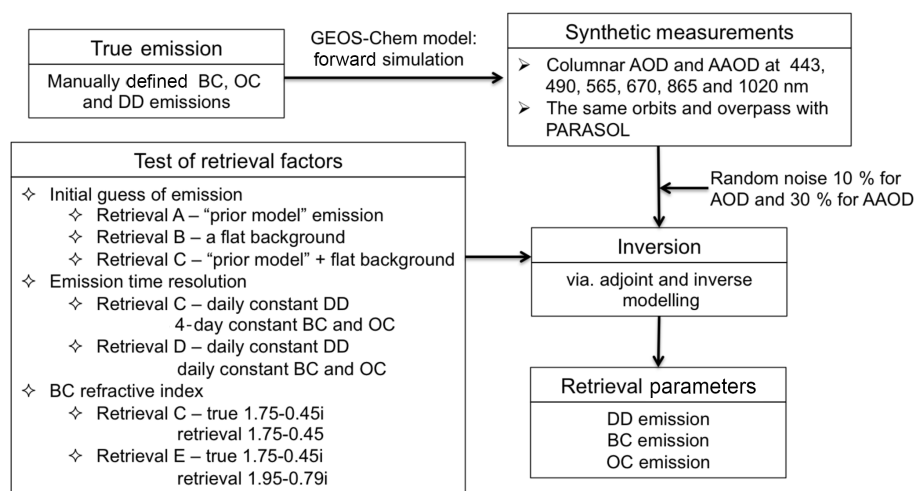 True emission
Manually defined BC, OC
and DD emissions
GEOS-Chem model:
forward simulation
Synthetic measurements
➢ Columnar AOD and AAOD at 443,
490, 565, 670, 865 and 1020 nm
➢ The same orbits and overpass with
PARASOL
Random noise 10 % for
AOD and 30 % for AAOD
Test of retrieval factors
✧ Initial guess of emission
✧ Retrieval A – “prior model” emission
✧ Retrieval B – a flat background
✧ Retrieval C – “prior model” + flat background
✧ Emission time resolution
✧ Retrieval C – daily constant DD
4-day constant BC and OC
✧ Retrieval D – daily constant DD
daily constant BC and OC
✧ BC refractive index
✧ Retrieval C – true 1.75-0.45i
retrieval 1.75-0.45
✧ Retrieval E – true 1.75-0.45i
retrieval 1.95-0.79i
Inversion
via. adjoint and inverse
modelling
Retrieval parameters
DD emission
BC emission
OC emission